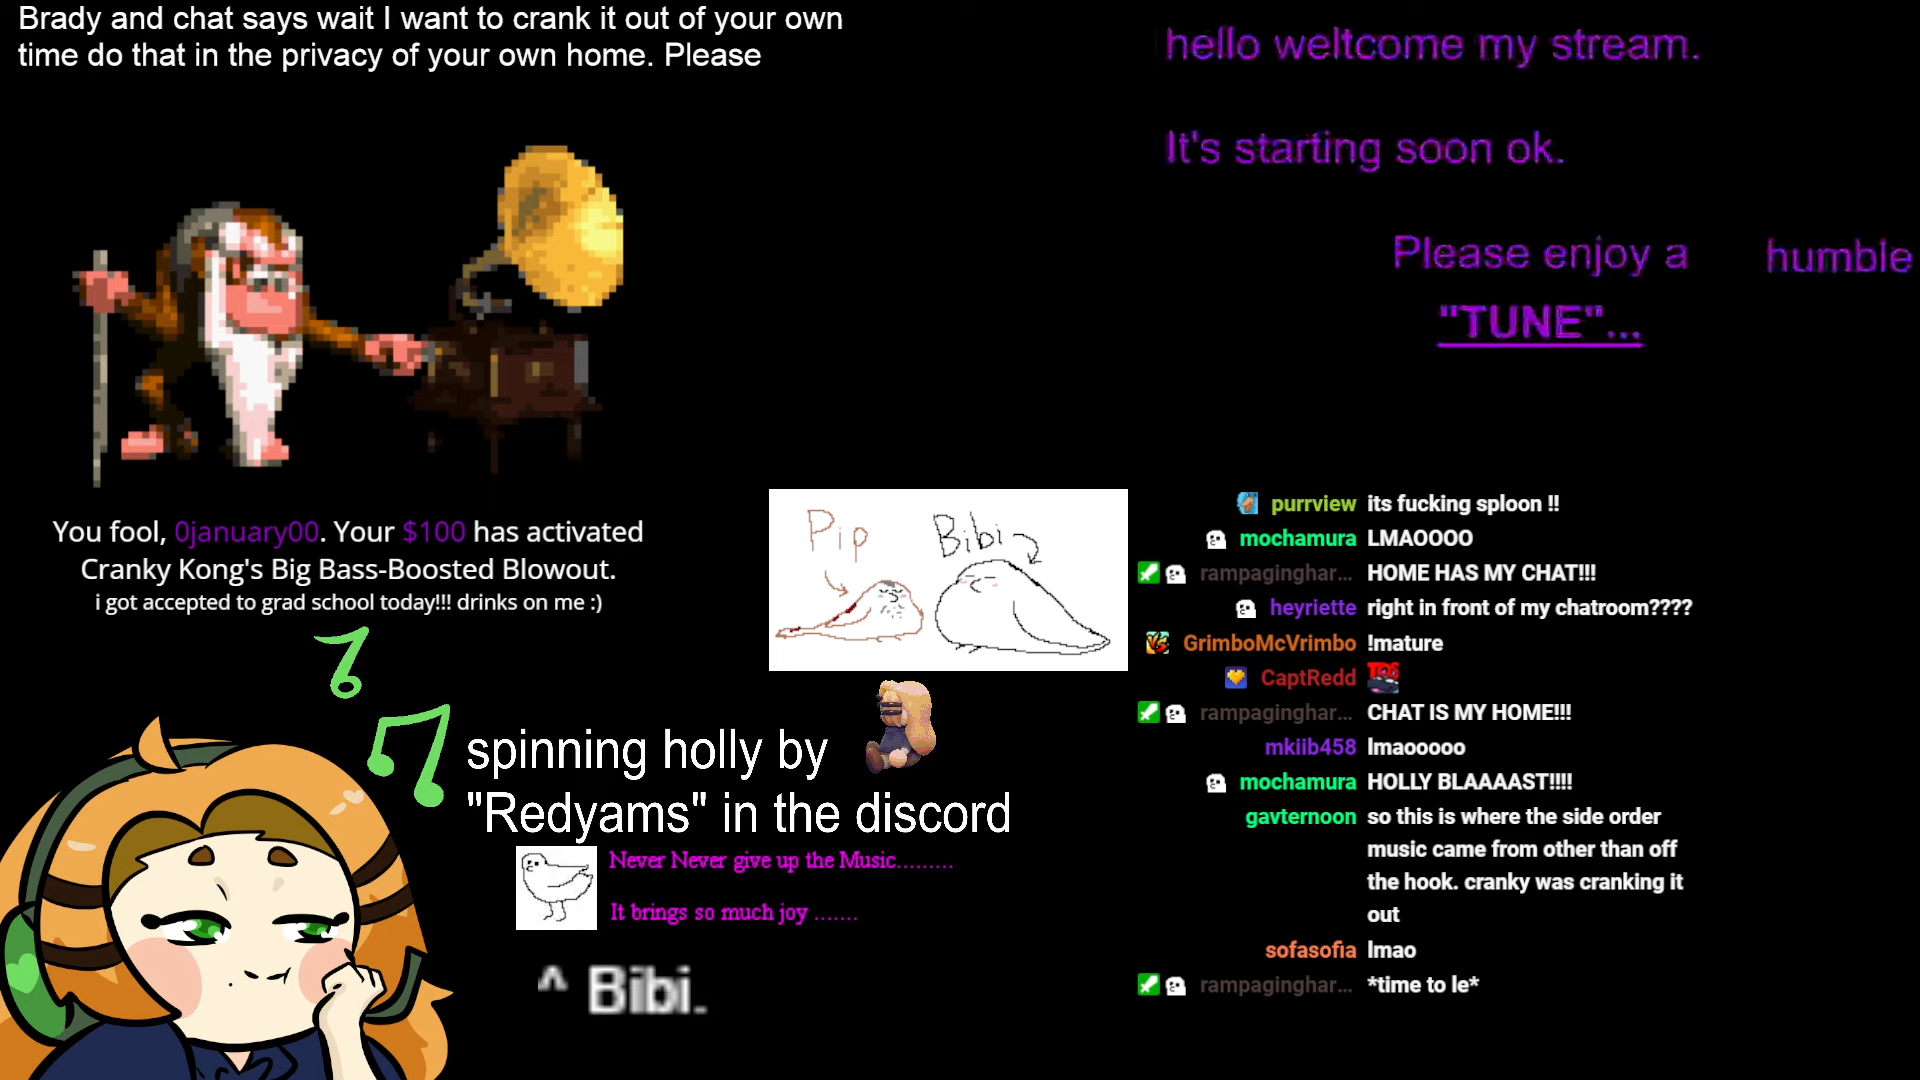 Brady and chat says wait I want to crank it out of your own
time do that in the privacy of your own home. Please
hello weltcome my stream.
It's starting soon ok.
Please enjoy a humble
"TUNE"...
You fool, 0january00. Your $100 has activated
Cranky Kong's Big Bass-Boosted Blowout.
i got accepted to grad school today!!! drinks on me :)
Pip
Bibi
spinning holly by
"Redyams" in the discord
Never Never give up the Music.........
It brings so much joy .......
^ Bibi.
purrview its fucking sploon !!
mochamura LMAOOOO
rampaginghar... HOME HAS MY CHAT!!!
heyriette right in front of my chatroom????
GrimboMcVrimbo !mature
CaptRedd TOS
rampaginghar... CHAT IS MY HOME!!!
mkiib458 lmaooooo
mochamura HOLLY BLAAAAST!!!!
gavternoon so this is where the side order
music came from other than off
the hook. cranky was cranking it
out
sofasofia lmao
rampaginghar... *time to le*